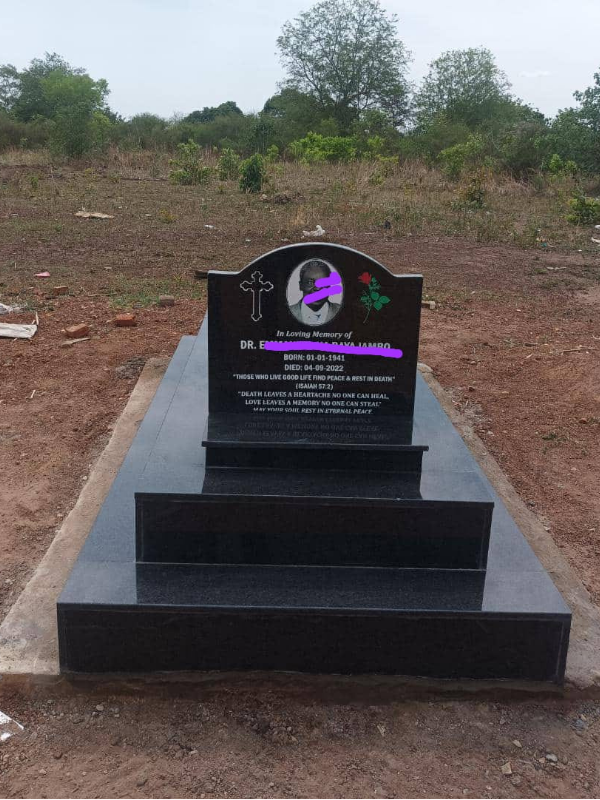 In Loving Memory of
DR.
BORN: 01-01-1941
DIED: 04-09-2022
"THOSE WHO LIVE GOOD LIFE FIND PEACE & REST IN DEATH"
(ISAIAH 57:2)
"DEATH LEAVES A HEARTACHE NO ONE CAN HEAL,
LOVE LEAVES A MEMORY NO ONE CAN STEAL"
MAY YOUR SOUL REST IN ETERNAL PEACE